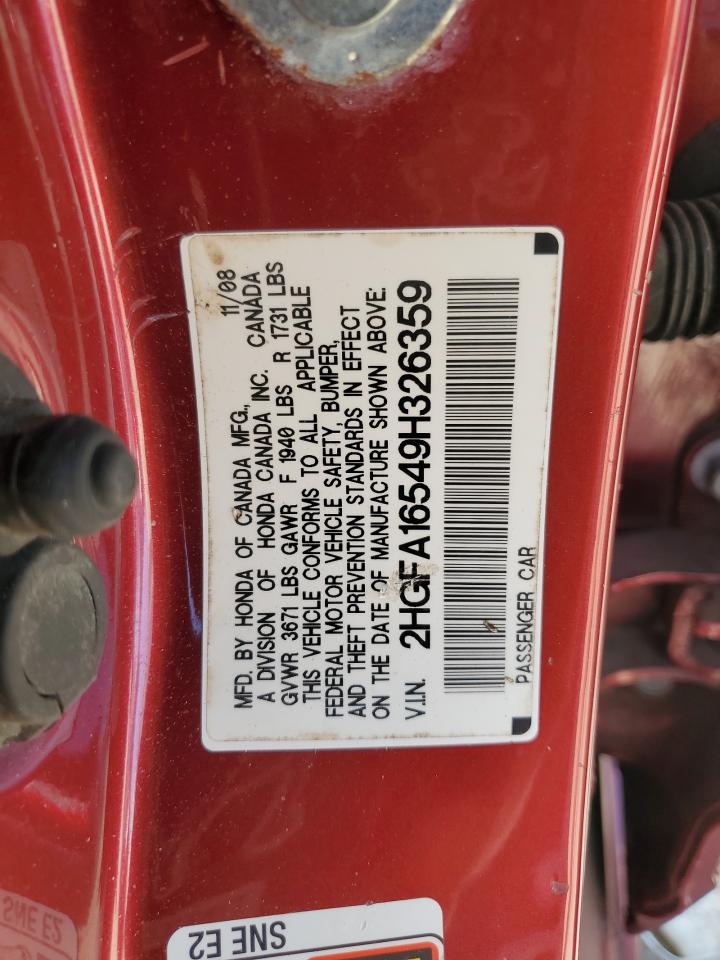 MFD. BY HONDA OF CANADA MFG., 11/08
A DIVISION OF HONDA CANADA INC. CANADA
GVWR 3671 LBS GAWR F 1940 LBS R 1731 LBS
THIS VEHICLE CONFORMS TO ALL APPLICABLE
FEDERAL MOTOR VEHICLE SAFETY, BUMPER,
AND THEFT PREVENTION STANDARDS IN EFFECT
ON THE DATE OF MANUFACTURE SHOWN ABOVE.
V.I.N. 2HGFA16549H326359
PASSENGER CAR
SNE E2